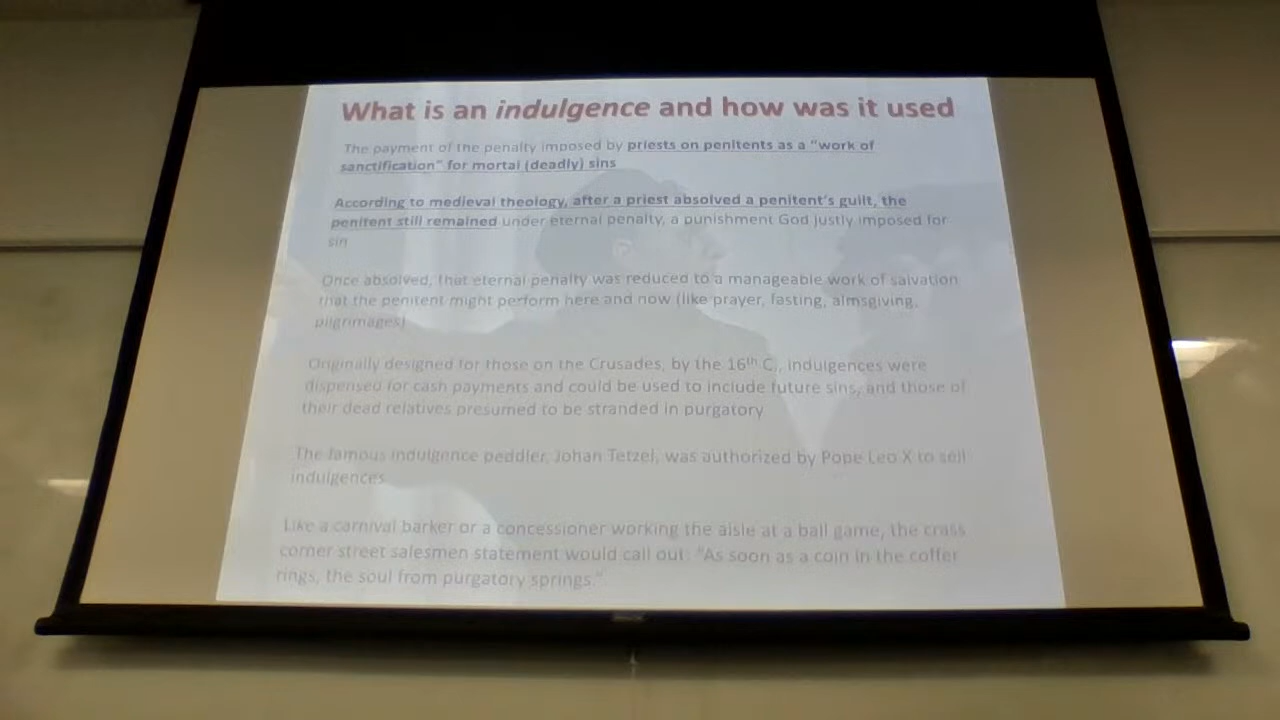 What is an indulgence and how was it used
The payment of the penalty imposed by priests on penitents as a "work of
sanctification" for mortal (deadly) sins
According to medieval theology, after a priest absolved a penitent's guilt, the
penitent still remained under eternal penalty, a punishment God justly imposed for
sin
Once absolved, that eternal penalty was reduced to a manageable work of salvation
that the penitent might perform here and now (like prayer, fasting, almsgiving,
pilgrimages)
Originally designed for those on the Crusades, by the 16th C., indulgences were
dispensed for cash payments and could be used to include future sins, and those of
their dead relatives presumed to be stranded in purgatory
The famous indulgence peddler, Johan Tetzel, was authorized by Pope Leo X to sell
indulgences
Like a carnival barker or a concessioner working the aisle at a ball game, the crass
corner street salesmen statement would call out: "As soon as a coin in the coffer
rings, the soul from purgatory springs."